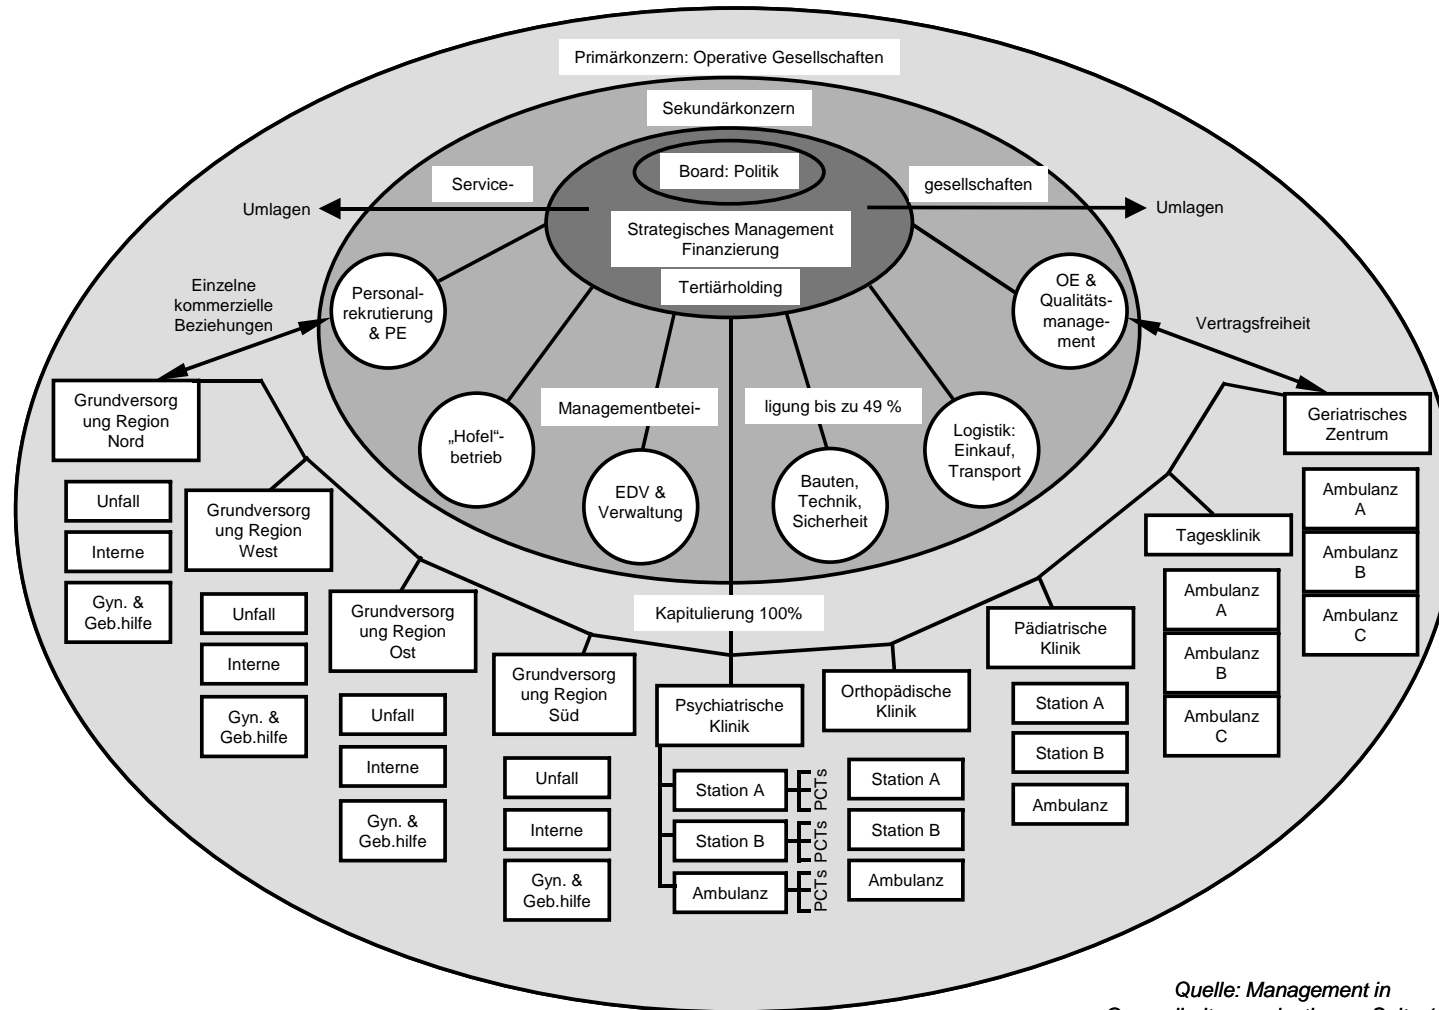 Primärkonzern: Operative Gesellschaften
Sekundärkonzern
Board: Politik
Service-
gesellschaften
Umlagen
Umlagen
Strategisches Management
Finanzierung
Tertiärholding
Personal-
rekrutierung
& PE
OE &
Qualitäts-
manage-
ment
Einzelne
kommerzielle
Beziehungen
Vertragsfreiheit
„Hofel“-
betrieb
Managementbetei-
ligung bis zu 49 %
EDV &
Verwaltung
Bauten,
Technik,
Sicherheit
Logistik:
Einkauf,
Transport
Kapitulierung 100%
Grundversorg
ung Region
Nord
Unfall
Interne
Gyn. &
Geb.hilfe
Grundversorg
ung Region
West
Unfall
Interne
Gyn. &
Geb.hilfe
Grundversorg
ung Region
Ost
Unfall
Interne
Gyn. &
Geb.hilfe
Grundversorg
ung Region
Süd
Unfall
Interne
Gyn. &
Geb.hilfe
Psychiatrische
Klinik
Station A
PCTs
Station B
PCTs
Ambulanz
PCTs
Orthopädische
Klinik
Station A
Station B
Ambulanz
Pädiatrische
Klinik
Station A
Station B
Ambulanz
Tagesklinik
Ambulanz
A
Ambulanz
B
Ambulanz
C
Geriatrisches
Zentrum
Ambulanz
A
Ambulanz
B
Ambulanz
C
Quelle: Management in